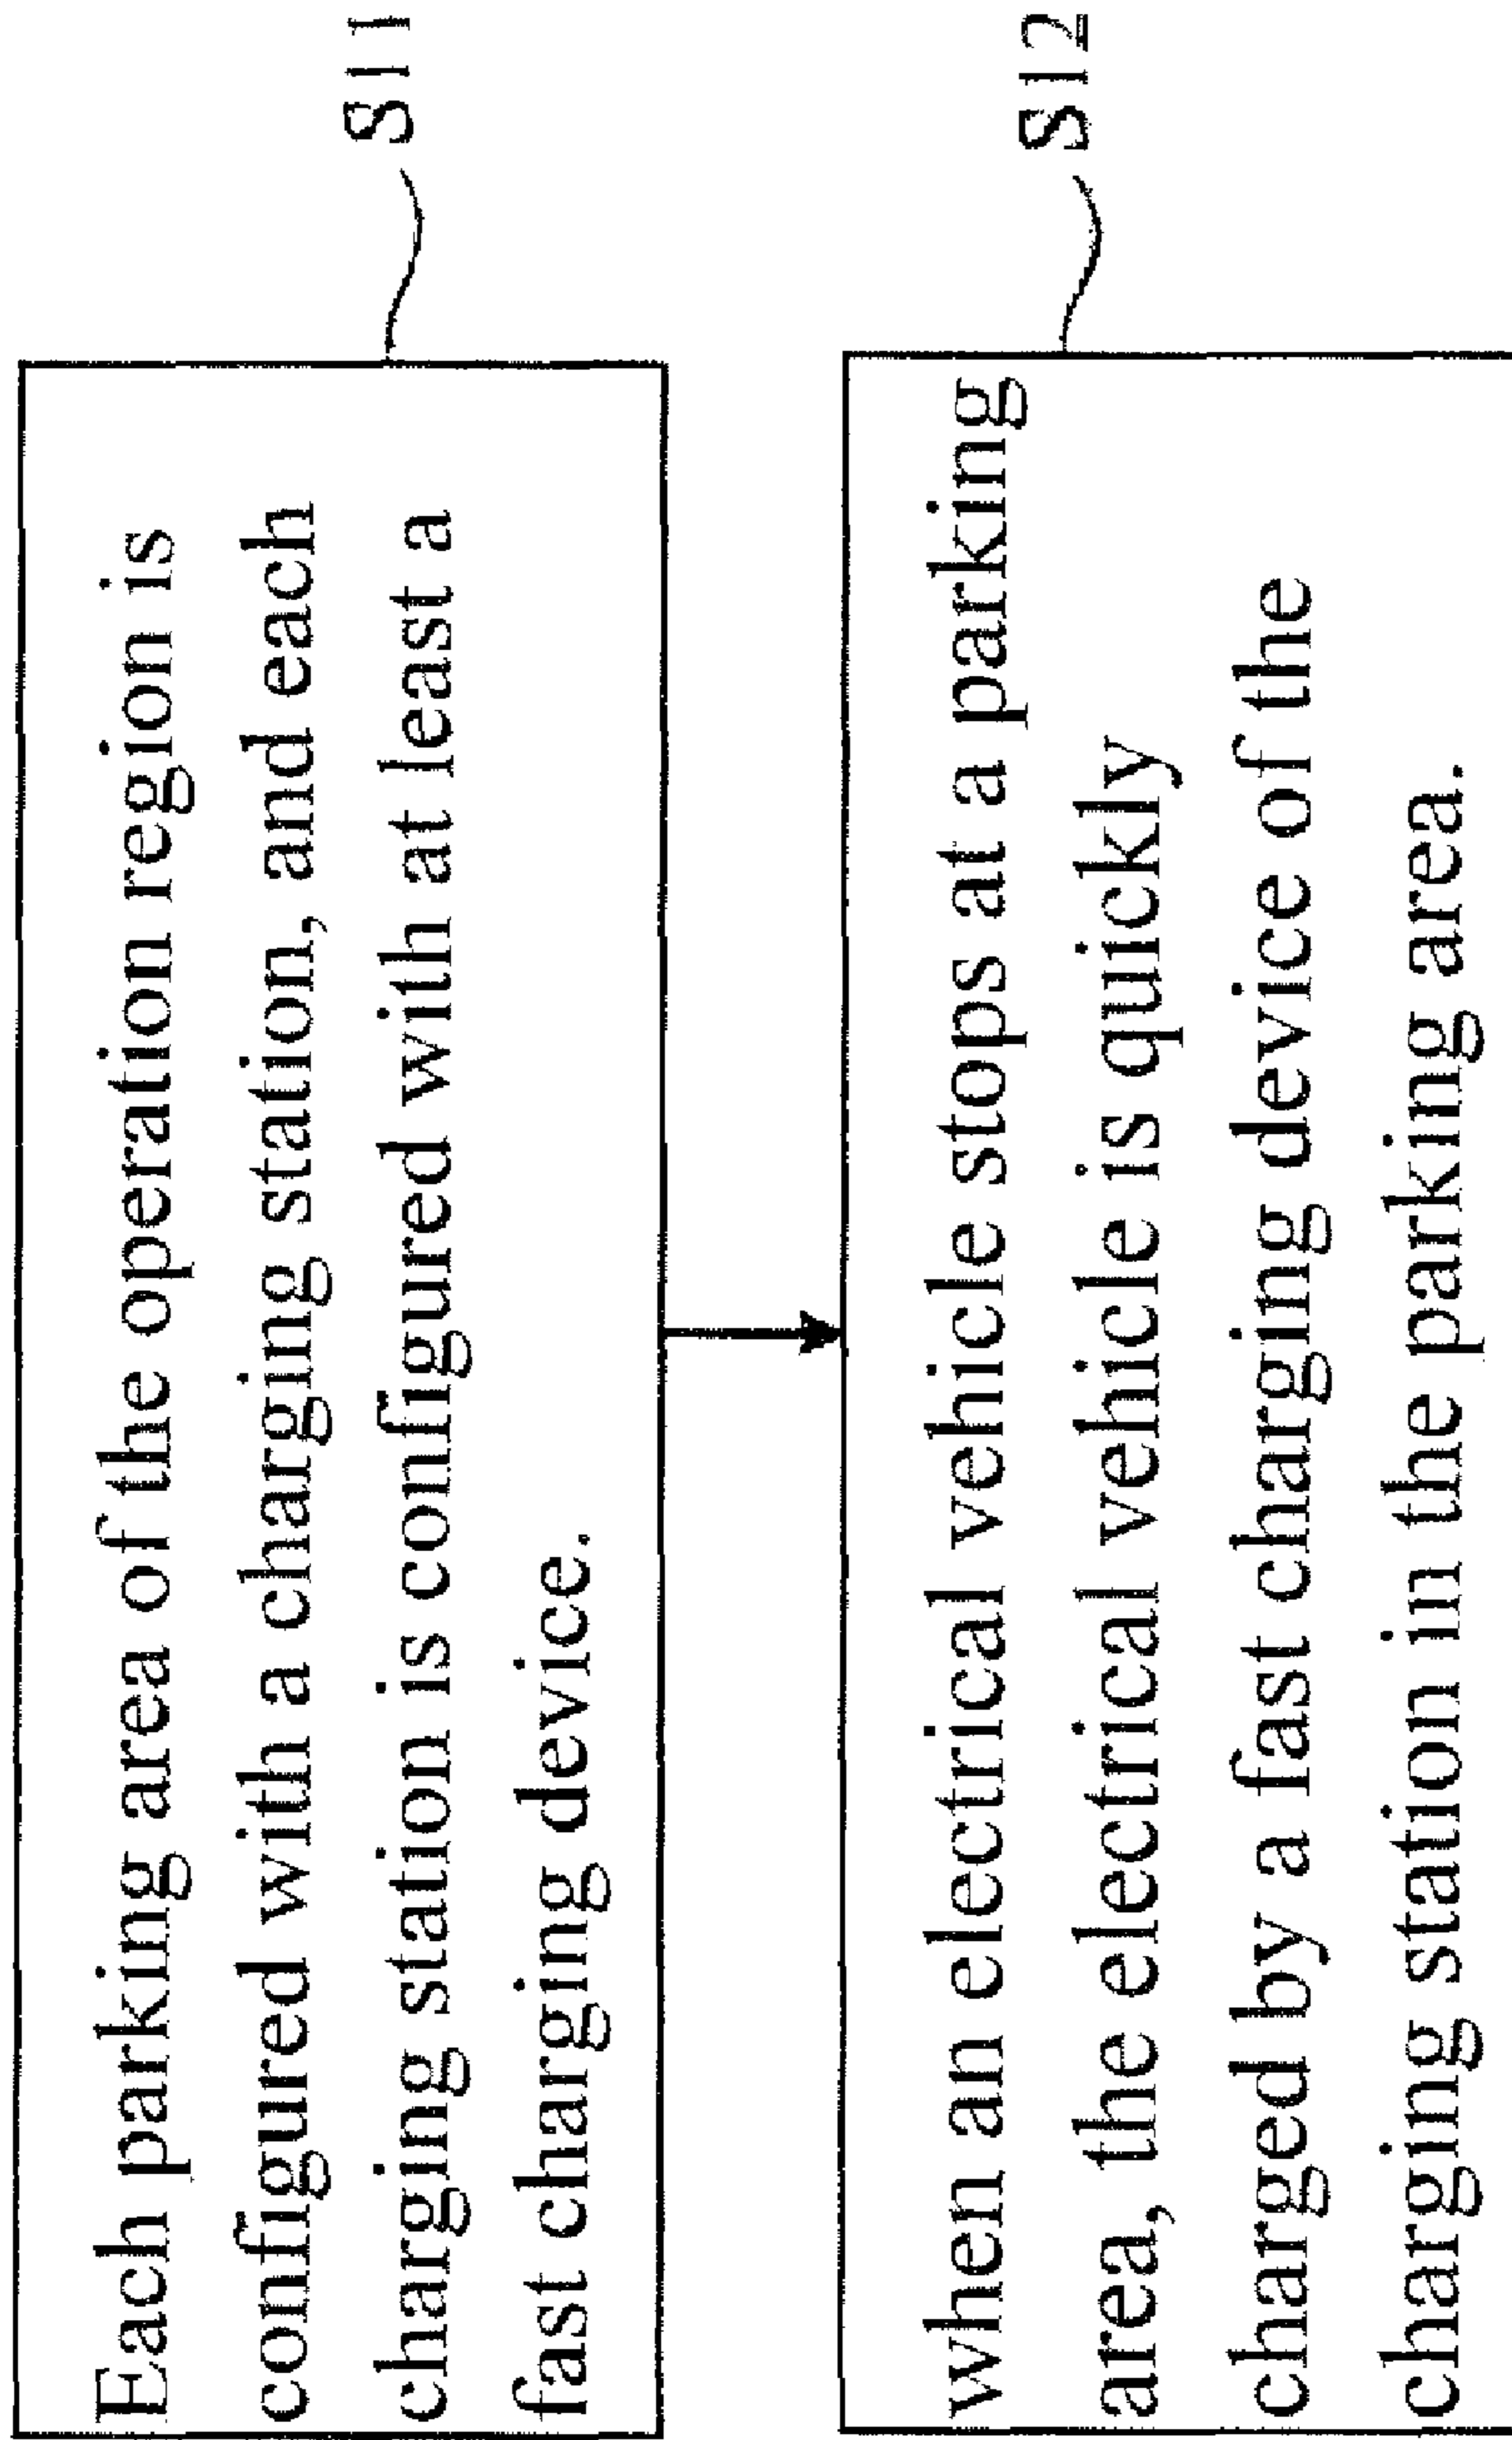 Each parking area of the operation region is
configured with a charging station, and each
charging station is configured with at least a
fast charging device.
S11
when an electrical vehicle stops at a parking
area, the electrical vehicle is quickly
charged by a fast charging device of the
charging station in the parking area.
S12